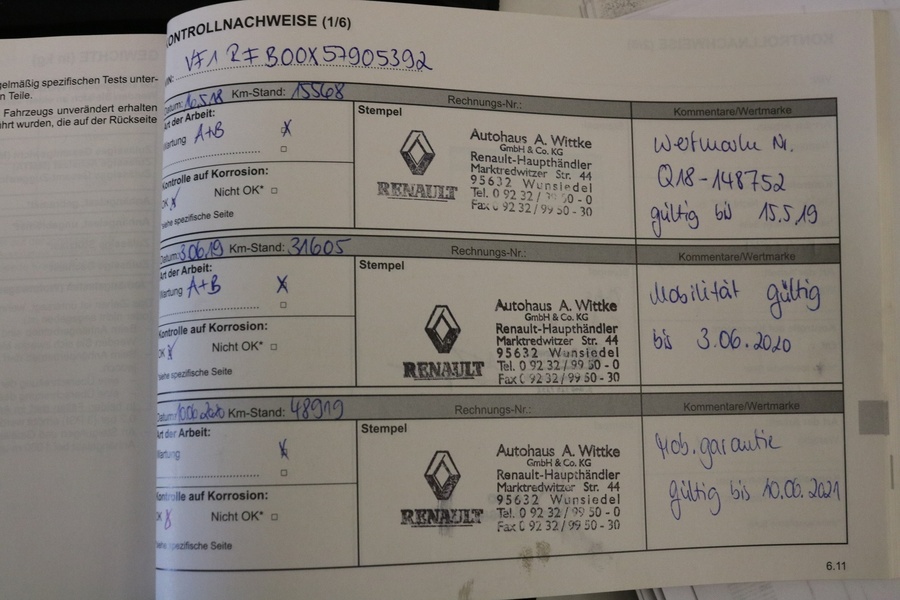 KONTROLLNACHWEISE (1/6)
VF1RFB00X57905392
gelmäßig spezifischen Tests unter-
n Teile.
Fahrzeugs unverändert erhalten
hrt wurden, die auf der Rückseite
Datum: 16.5.18 Km-Stand: 15568 Rechnungs-Nr.: Kommentare/Wertmarke
Art der Arbeit:
Wartung A+B X
Kontrolle auf Korrosion:
OK X Nicht OK* □
siehe spezifische Seite
Stempel
RENAULT
Autohaus A. Wittke
GmbH & Co. KG
Renault-Haupthändler
Marktredwitzer Str. 44
95632 Wunsiedel
Tel. 0 92 32 / 99 50 - 0
Fax 0 92 32 / 99 50 - 30
Wertmarke Nr.
Q18-148752
gültig bis 15.5.19
Datum: 3.06.19 Km-Stand: 31605 Rechnungs-Nr.: Kommentare/Wertmarke
Art der Arbeit:
Wartung A+B X
Kontrolle auf Korrosion:
OK X Nicht OK* □
siehe spezifische Seite
Stempel
RENAULT
Autohaus A. Wittke
GmbH & Co. KG
Renault-Haupthändler
Marktredwitzer Str. 44
95632 Wunsiedel
Tel. 0 92 32 / 99 50 - 0
Fax 0 92 32 / 99 50 - 30
Mobilität gültig
bis 3.06.2020
Datum: 10.06.2020 Km-Stand: 48919 Rechnungs-Nr.: Kommentare/Wertmarke
Art der Arbeit:
Wartung X
Kontrolle auf Korrosion:
OK X Nicht OK* □
siehe spezifische Seite
Stempel
RENAULT
Autohaus A. Wittke
GmbH & Co. KG
Renault-Haupthändler
Marktredwitzer Str. 44
95632 Wunsiedel
Tel. 0 92 32 / 99 50 - 0
Fax 0 92 32 / 99 50 - 30
Mob.garantie
gültig bis 10.06.2021
6.11